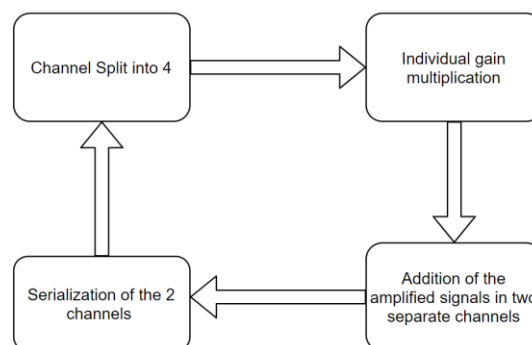 Channel Split into 4
Individual gain
multiplication
Serialization of the 2
channels
Addition of the
amplified signals in two
separate channels